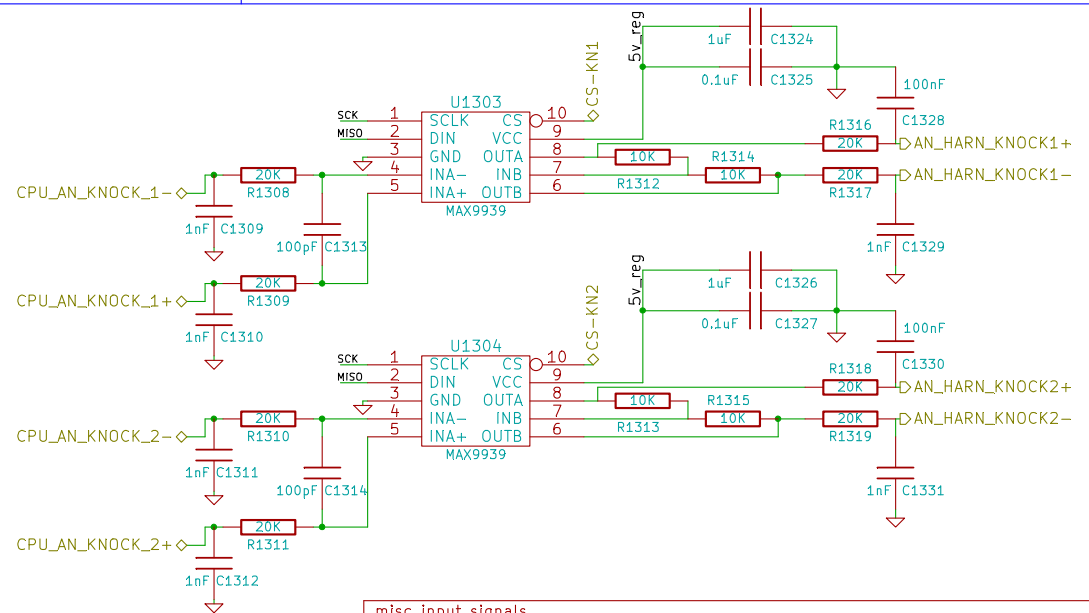 5v_reg
CS-KN1
1uF C1324
0.1uF C1325
100nF
C1328
U1303
SCK 1 SCLK CS 10
MISO 2 DIN VCC 9
3 GND OUTA 8
4 INA- INB 7
5 INA+ OUTB 6
MAX9939
10K
R1312
R1314
10K
R1316
20K
AN_HARN_KNOCK1+
20K
R1317
AN_HARN_KNOCK1-
1nF C1329
CPU_AN_KNOCK_1-
20K
R1308
1nF C1309
100pF C1313
CPU_AN_KNOCK_1+
20K
R1309
1nF C1310
5v_reg
CS-KN2
1uF C1326
0.1uF C1327
100nF
C1330
U1304
SCK 1 SCLK CS 10
MISO 2 DIN VCC 9
3 GND OUTA 8
4 INA- INB 7
5 INA+ OUTB 6
MAX9939
10K
R1313
R1315
10K
R1318
20K
AN_HARN_KNOCK2+
20K
R1319
AN_HARN_KNOCK2-
1nF C1331
CPU_AN_KNOCK_2-
20K
R1310
1nF C1311
100pF C1314
CPU_AN_KNOCK_2+
20K
R1311
1nF C1312
misc input signals